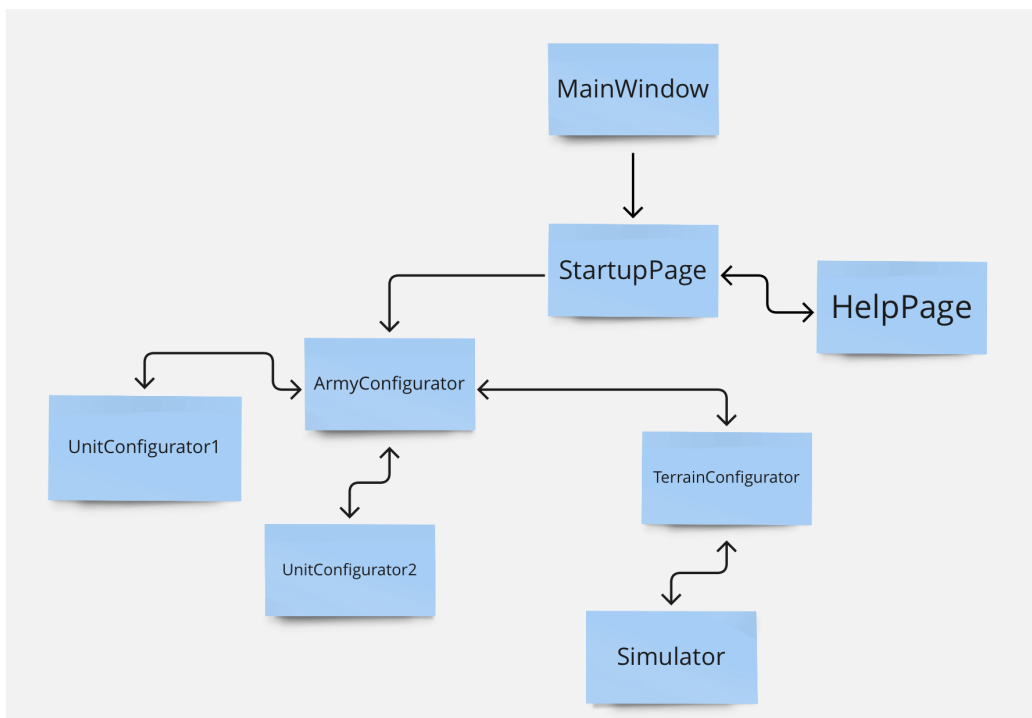 MainWindow
StartupPage
HelpPage
ArmyConfigurator
UnitConfigurator1
TerrainConfigurator
UnitConfigurator2
Simulator